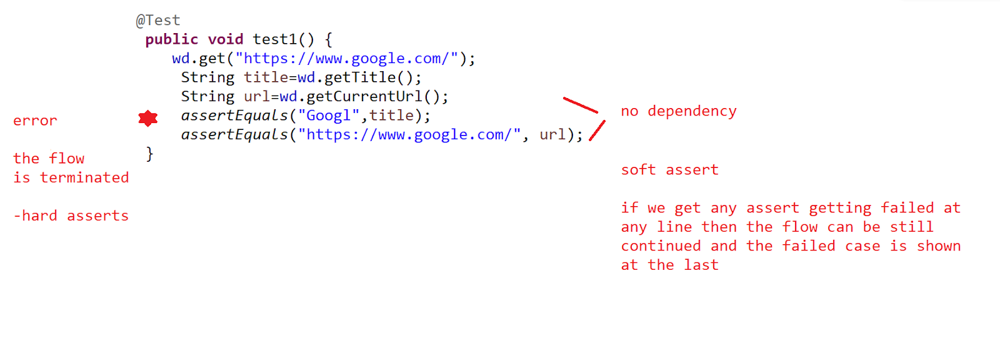 @Test
public void test1() {
wd.get("https://www.google.com/");
String title=wd.getTitle();
String url=wd.getCurrentUrl();
assertEquals("Googl",title);
assertEquals("https://www.google.com/", url);
}
error
the flow
is terminated
-hard asserts
no dependency
soft assert
if we get any assert getting failed at
any line then the flow can be still
continued and the failed case is shown
at the last